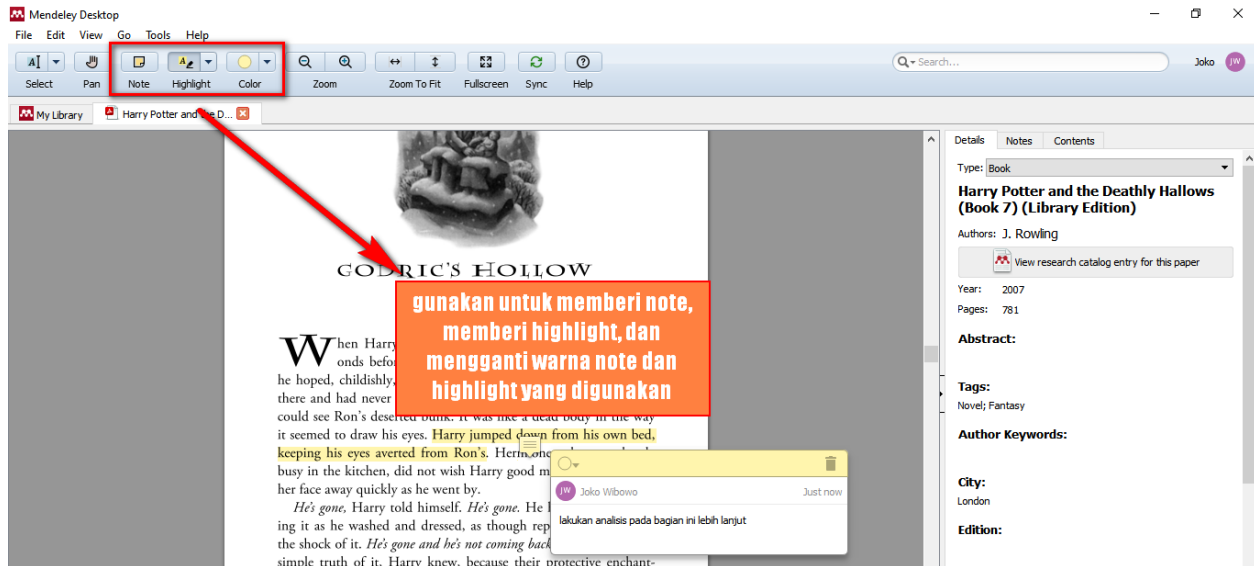 Mendeley Desktop
File Edit View Go Tools Help
Search...
Joko JW
Select Pan Note Highlight Color Zoom Zoom To Fit Fullscreen Sync Help
My Library Harry Potter and the D...
GODRIC'S HOLLOW
gunakan untuk memberi note,
memberi highlight, dan
mengganti warna note dan
highlight yang digunakan
When Harry
onds befo
he hoped, childishly,
there and had never
could see Ron's deserted bunk. It was like a dead body in the way
it seemed to draw his eyes. Harry jumped down from his own bed,
keeping his eyes averted from Ron's. Hermione
busy in the kitchen, did not wish Harry good m
her face away quickly as he went by.
He's gone, Harry told himself. He's gone. He
ing it as he washed and dressed, as though rep
the shock of it. He's gone and he's not coming back
simple truth of it, Harry knew, because their protective enchant-
JW Joko Wibowo Just now
lakukan analisis pada bagian ini lebih lanjut
Details Notes Contents
Type: Book
Harry Potter and the Deathly Hallows
(Book 7) (Library Edition)
Authors: J. Rowling
View research catalog entry for this paper
Year: 2007
Pages: 781
Abstract:
Tags:
Novel; Fantasy
Author Keywords:
City:
London
Edition: